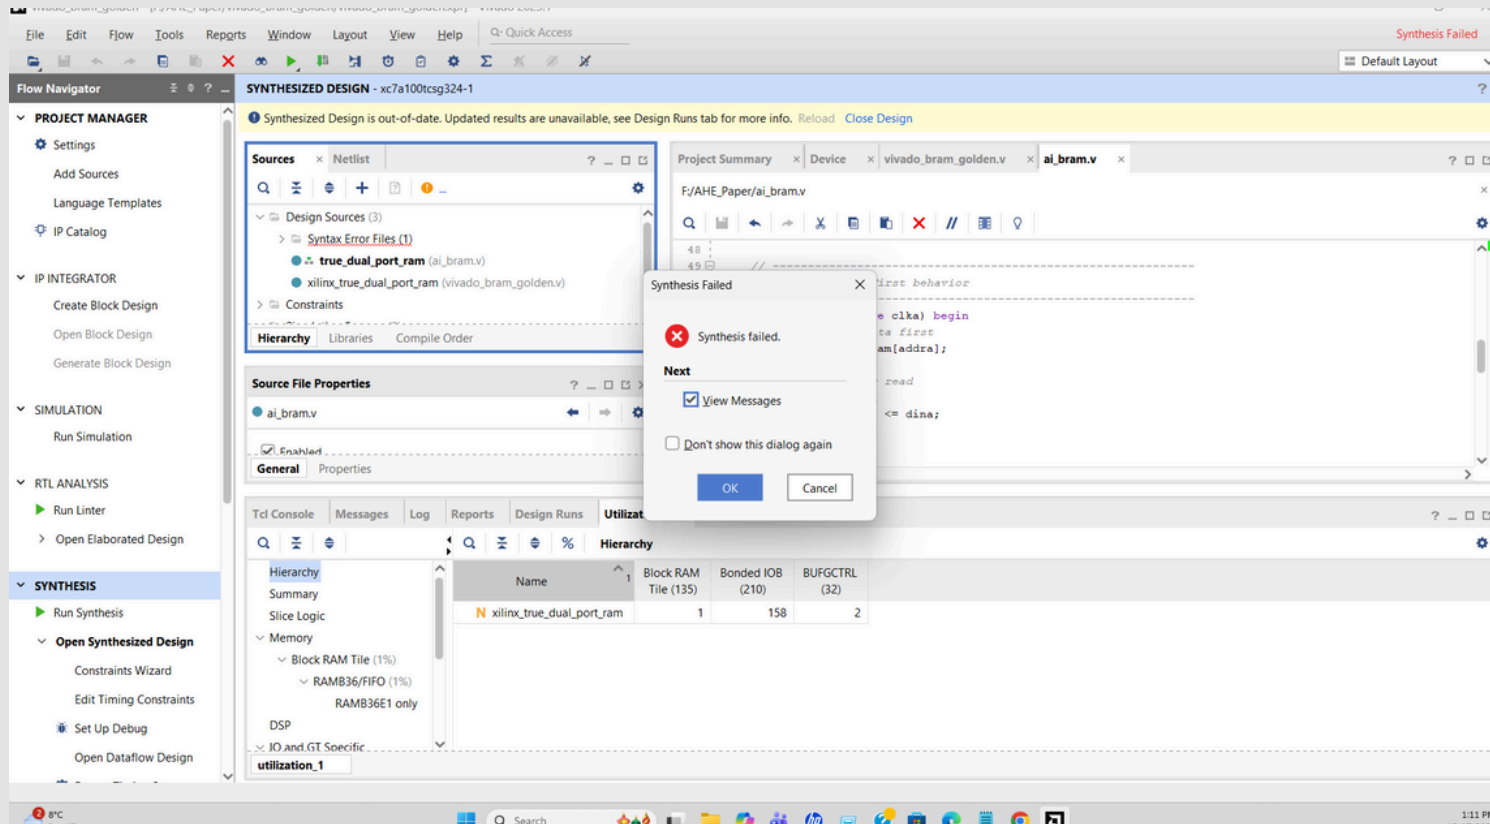 File Edit Flow Tools Reports Window Layout View Help Q- Quick Access
Synthesis Failed
Default Layout
Flow Navigator
SYNTHESIZED DESIGN - xc7a100tcsg324-1
Synthesized Design is out-of-date. Updated results are unavailable, see Design Runs tab for more info. Reload Close Design
PROJECT MANAGER
Settings
Add Sources
Language Templates
IP Catalog
IP INTEGRATOR
Create Block Design
Open Block Design
Generate Block Design
SIMULATION
Run Simulation
RTL ANALYSIS
Run Linter
Open Elaborated Design
SYNTHESIS
Run Synthesis
Open Synthesized Design
Constraints Wizard
Edit Timing Constraints
Set Up Debug
Open Dataflow Design
Sources Netlist
Design Sources (3)
Syntax Error Files (1)
true_dual_port_ram (ai_bram.v)
xilinx_true_dual_port_ram (vivado_bram_golden.v)
Constraints
Hierarchy Libraries Compile Order
Source File Properties
ai_bram.v
Enabled
General Properties
Project Summary Device vivado_bram_golden.v ai_bram.v
F:/AHE_Paper/ai_bram.v
48
49 // ----------------------------------------------------------
irst behavior
----------------------------------------------
e clka) begin
ta first
am[addra];
read
<= dina;
Synthesis Failed
Synthesis failed.
Next
View Messages
Don't show this dialog again
OK Cancel
Tcl Console Messages Log Reports Design Runs Utilizat
Hierarchy
Hierarchy
Summary
Slice Logic
Memory
Block RAM Tile (1%)
RAMB36/FIFO (1%)
RAMB36E1 only
DSP
IO and GT Specific
utilization_1
Name 1 Block RAM Tile (135) Bonded IOB (210) BUFGCTRL (32)
N xilinx_true_dual_port_ram 1 158 2
2 8°C
Search
1:11 PM